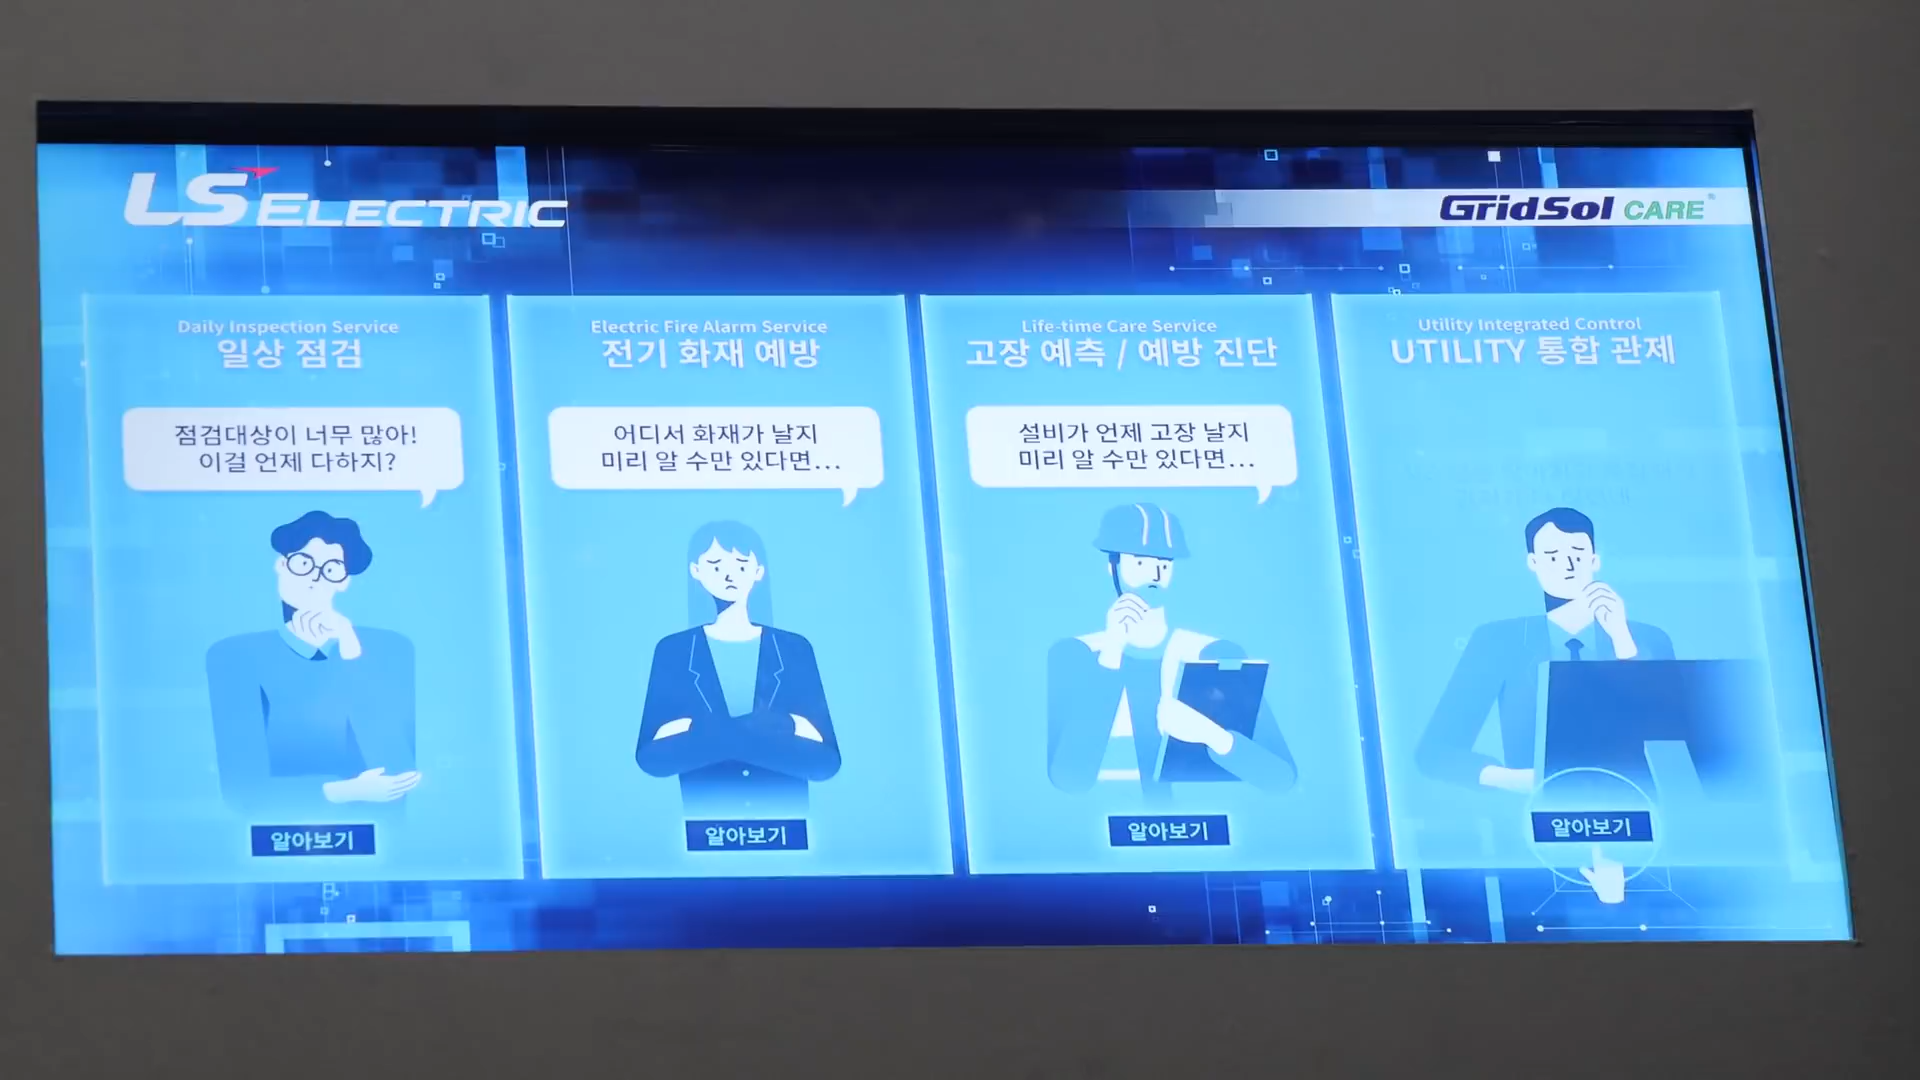 LS ELECTRIC
GridSol CARE®
Daily Inspection Service
일상 점검
점검대상이 너무 많아!
이걸 언제 다하지?
알아보기
Electric Fire Alarm Service
전기 화재 예방
어디서 화재가 날지
미리 알 수만 있다면...
알아보기
Life-time Care Service
고장 예측 / 예방 진단
설비가 언제 고장 날지
미리 알 수만 있다면...
알아보기
Utility Integrated Control
UTILITY 통합 관제
알아보기